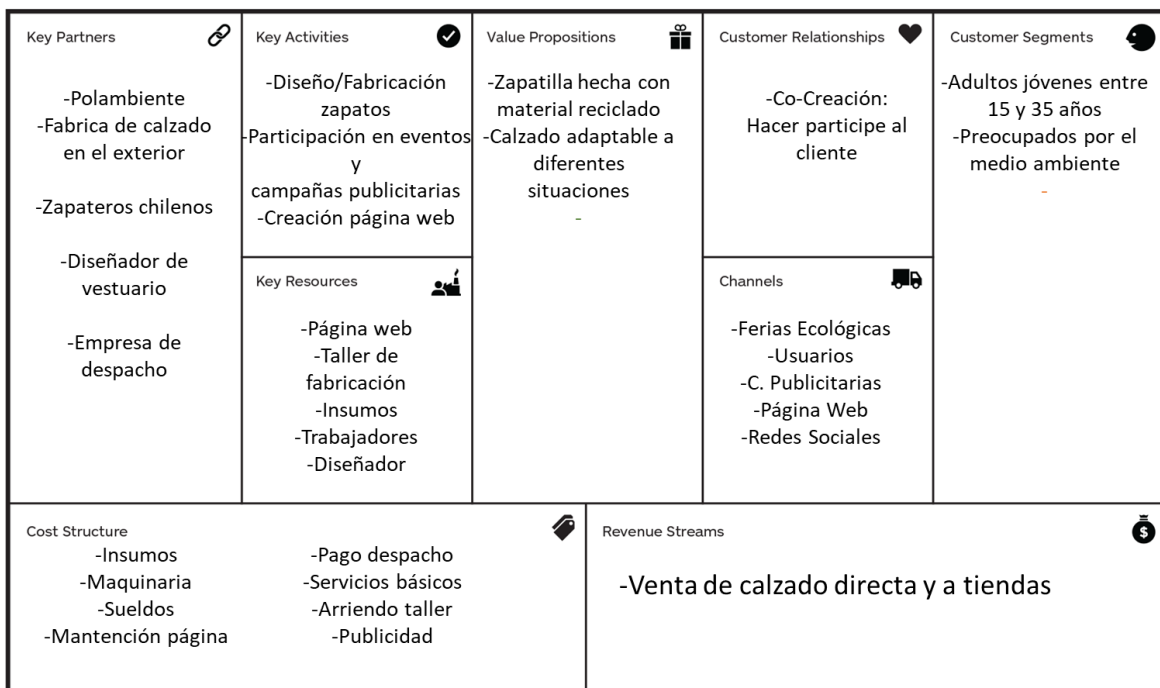 Key Partners
-Polambiente
-Fabrica de calzado
en el exterior
-Zapateros chilenos
-Diseñador de
vestuario
-Empresa de
despacho
Key Activities
-Diseño/Fabricación
zapatos
-Participación en eventos
y
campañas publicitarias
-Creación página web
Key Resources
-Página web
-Taller de
fabricación
-Insumos
-Trabajadores
-Diseñador
Value Propositions
-Zapatilla hecha con
material reciclado
-Calzado adaptable a
diferentes
situaciones
-
Customer Relationships
-Co-Creación:
Hacer participe al
cliente
Channels
-Ferias Ecológicas
-Usuarios
-C. Publicitarias
-Página Web
-Redes Sociales
Customer Segments
-Adultos jóvenes entre
15 y 35 años
-Preocupados por el
medio ambiente
-
Cost Structure
-Insumos
-Maquinaria
-Sueldos
-Mantención página
-Pago despacho
-Servicios básicos
-Arriendo taller
-Publicidad
Revenue Streams
$
-Venta de calzado directa y a tiendas